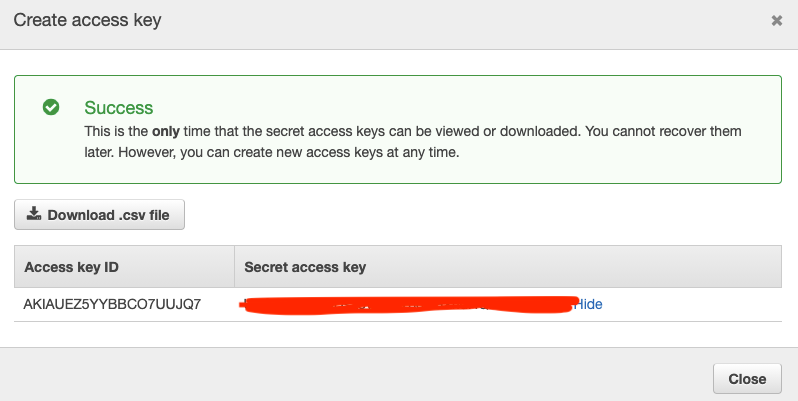 Create access key
Success
This is the only time that the secret access keys can be viewed or downloaded. You cannot recover them
later. However, you can create new access keys at any time.
Download .csv file
Access key ID Secret access key
AKIAUEZ5YYBBCO7UUJQ7 Hide
Close